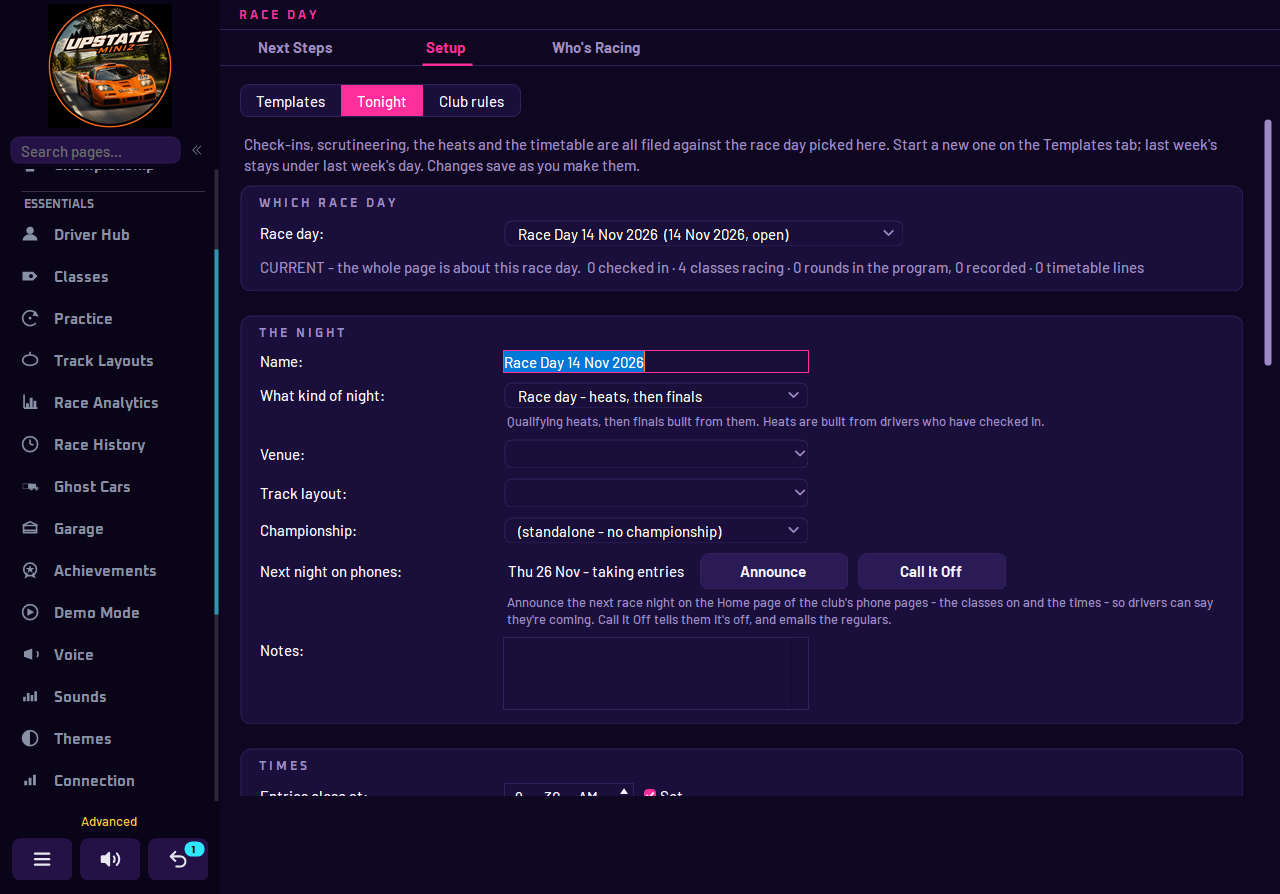 UPSTATE
MINIZ
Search pages...
Championship
ESSENTIALS
Driver Hub
Classes
Practice
Track Layouts
Race Analytics
Race History
Ghost Cars
Garage
Achievements
Demo Mode
Voice
Sounds
Themes
Connection
Advanced
1
RACE DAY
Next Steps
Setup
Who's Racing
Templates
Tonight
Club rules
Check-ins, scrutineering, the heats and the timetable are all filed against the race day picked here. Start a new one on the Templates tab; last week's
stays under last week's day. Changes save as you make them.
WHICH RACE DAY
Race day: Race Day 14 Nov 2026 (14 Nov 2026, open)
CURRENT - the whole page is about this race day. 0 checked in · 4 classes racing · 0 rounds in the program, 0 recorded · 0 timetable lines
THE NIGHT
Name: Race Day 14 Nov 2026
What kind of night: Race day - heats, then finals
Qualifying heats, then finals built from them. Heats are built from drivers who have checked in.
Venue:
Track layout:
Championship: (standalone - no championship)
Next night on phones: Thu 26 Nov - taking entries Announce Call It Off
Announce the next race night on the Home page of the club's phone pages - the classes on and the times - so drivers can say
they're coming. Call It Off tells them it's off, and emails the regulars.
Notes:
TIMES
Entries close at: 30 AM Set